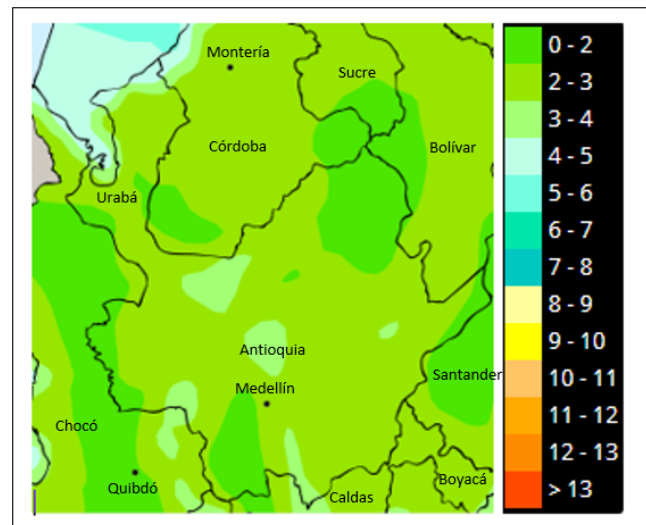 Montería
Sucre
Córdoba
Bolívar
Urabá
Antioquia
Santander
Medellín
Chocó
Quibdó
Caldas
Boyacá
0 - 2
2 - 3
3 - 4
4 - 5
5 - 6
6 - 7
7 - 8
8 - 9
9 - 10
10 - 11
11 - 12
12 - 13
> 13